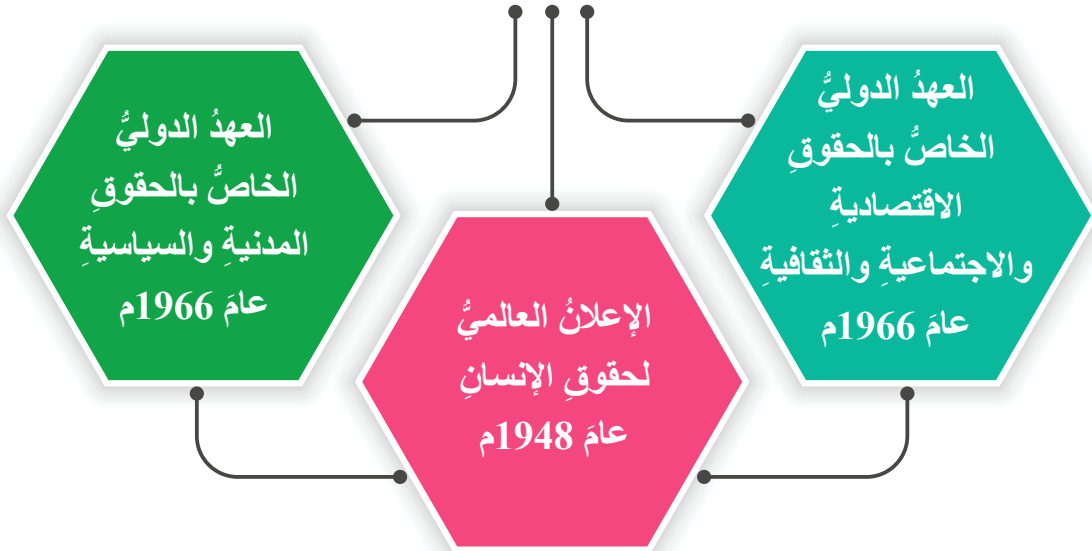 العهدُ الدوليُّ
الخاصُّ بالحقوقِ
الاقتصاديةِ
والاجتماعيةِ والثقافيةِ
عامَ 1966م
الإعلانُ العالميُّ
لحقوقِ الإنسانِ
عامَ 1948م
العهدُ الدوليُّ
الخاصُّ بالحقوقِ
المدنيةِ والسياسيةِ
عامَ 1966م